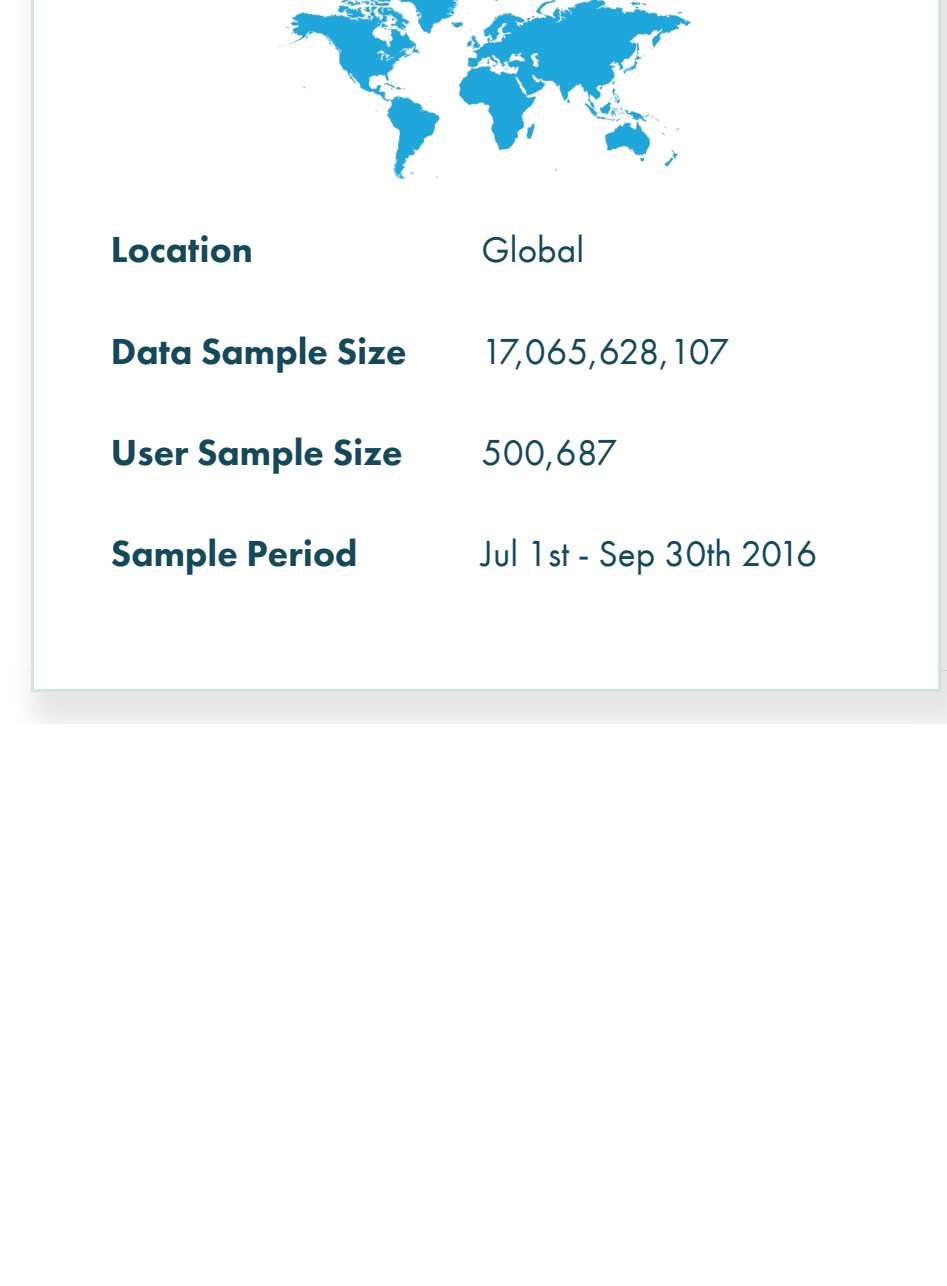 Location Global
Data Sample Size 17,065,628,107
User Sample Size 500,687
Sample Period Jul 1st - Sep 30th 2016